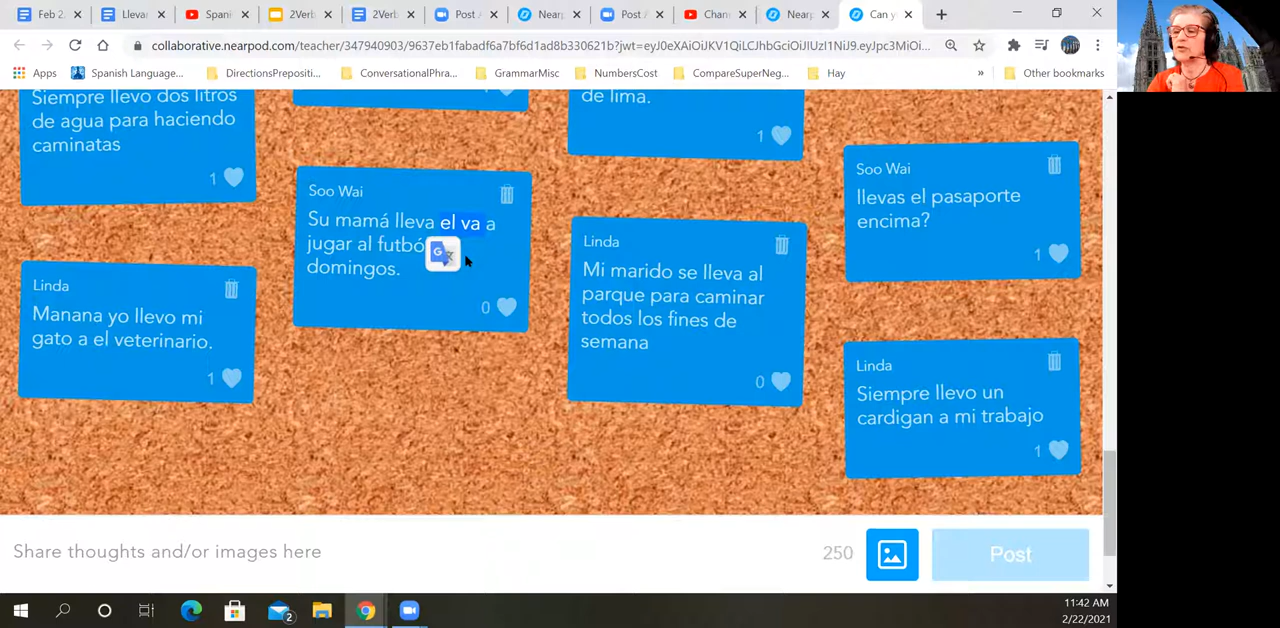 Feb 2
Llevar
Spani
2Verb
2Verb
Post
Near
Post
Chan
Near
Can y
collaborative.nearpod.com/teacher/347940903/9637eb1fabadf6a7bf6d1ad8b330621b?jwt=eyJ0eXAiOiJKV1QiLCJhbGciOiJIUzI1NiJ9.eyJpc3MiOi...
Apps
Spanish Language...
DirectionsPrepositi...
ConversationalPhra...
GrammarMisc
NumbersCost
CompareSuperNeg...
Hay
»
Other bookmarks
Siempre llevo dos litros
de agua para haciendo
caminatas
1
Linda
Manana yo llevo mi
gato a el veterinario.
1
Soo Wai
Su mamá lleva el va a
jugar al futbó
domingos.
0
de lima.
1
Linda
Mi marido se lleva al
parque para caminar
todos los fines de
semana
0
Soo Wai
llevas el pasaporte
encima?
1
Linda
Siempre llevo un
cardigan a mi trabajo
1
Share thoughts and/or images here
250
Post
2
11:42 AM
2/22/2021